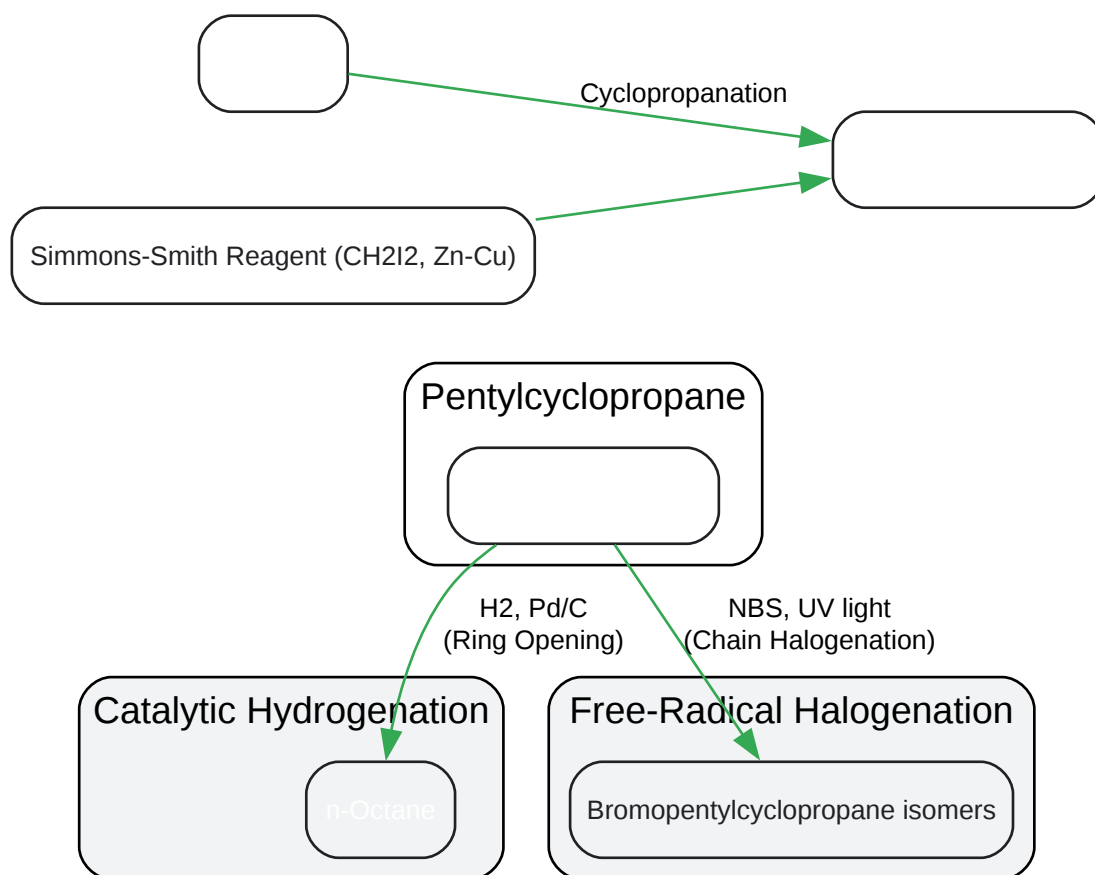 Cyclopropanation
Simmons-Smith Reagent (CH2I2, Zn-Cu)
Pentylcyclopropane
H2, Pd/C
(Ring Opening)
NBS, UV light
(Chain Halogenation)
Catalytic Hydrogenation
n-Octane
Free-Radical Halogenation
Bromopentylcyclopropane isomers